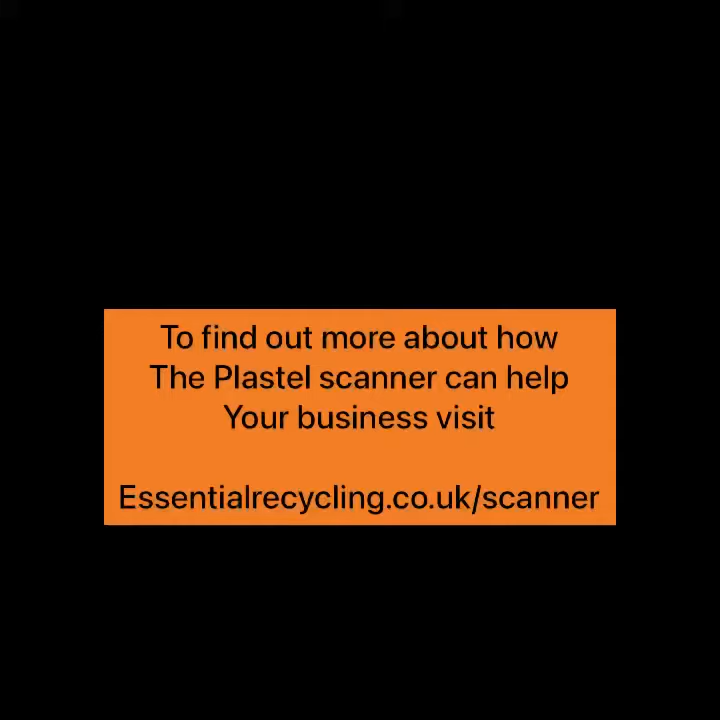 To find out more about how
The Plastel scanner can help
Your business visit
Essentialrecycling.co.uk/scanner